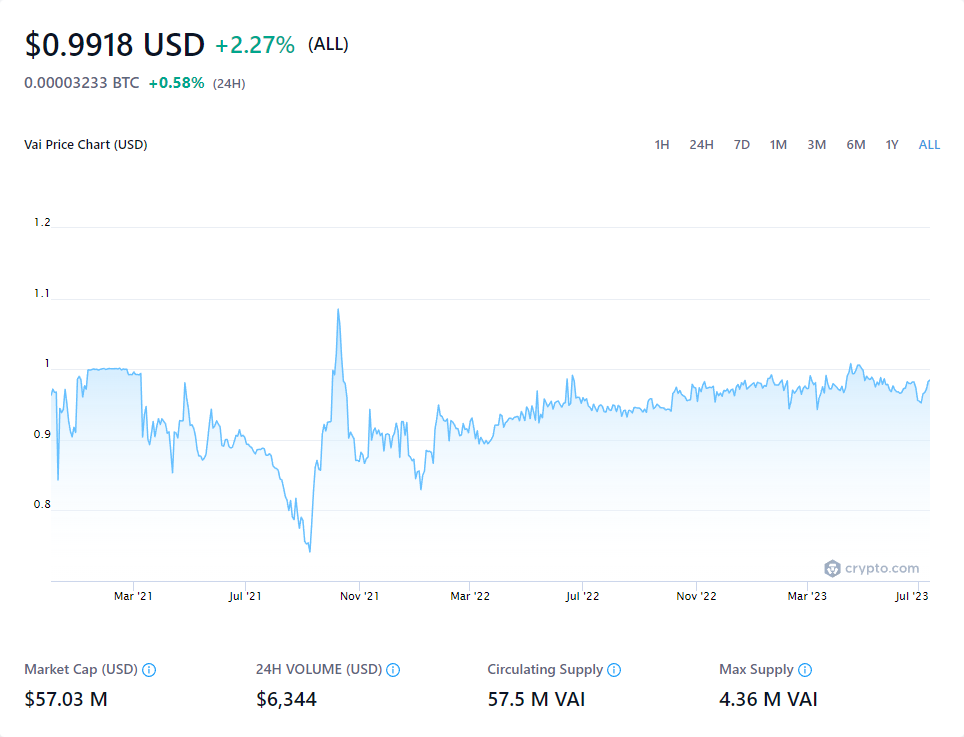 $0.9918 USD +2.27% (ALL)
0.00003233 BTC +0.58% (24H)
Vai Price Chart (USD) 1H 24H 7D 1M 3M 6M 1Y ALL
1.2
1.1
1
0.9
0.8
crypto.com
Mar '21 Jul '21 Nov '21 Mar '22 Jul '22 Nov '22 Mar '23 Jul '23
Market Cap (USD) 24H VOLUME (USD) Circulating Supply Max Supply
$57.03 M $6,344 57.5 M VAI 4.36 M VAI